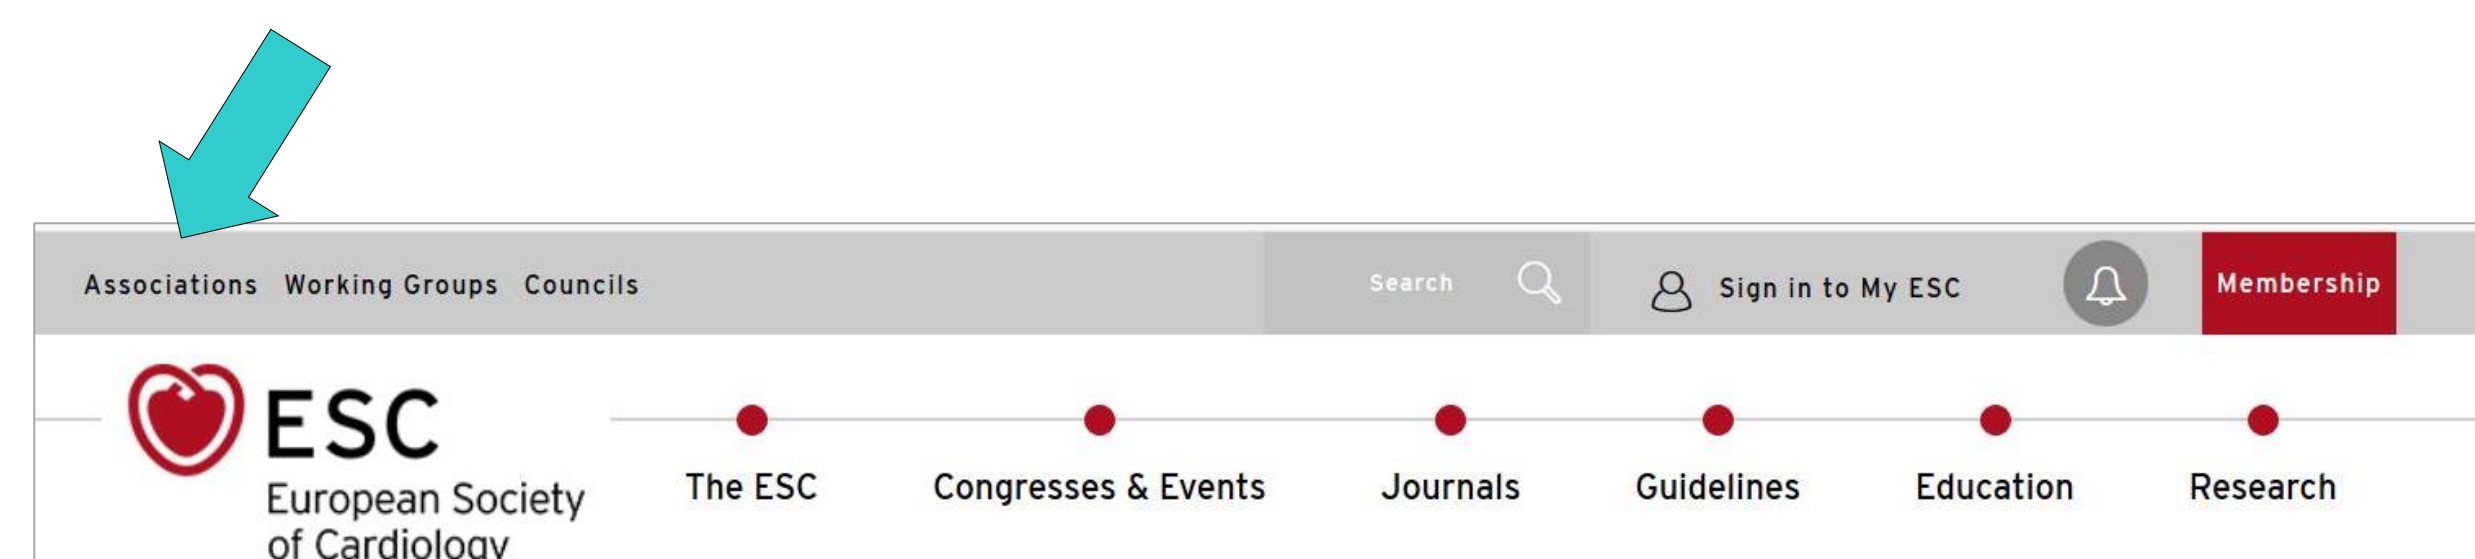 Associations Working Groups Councils Search Sign in to My ESC Membership
ESC
European Society
of Cardiology
The ESC Congresses & Events Journals Guidelines Education Research